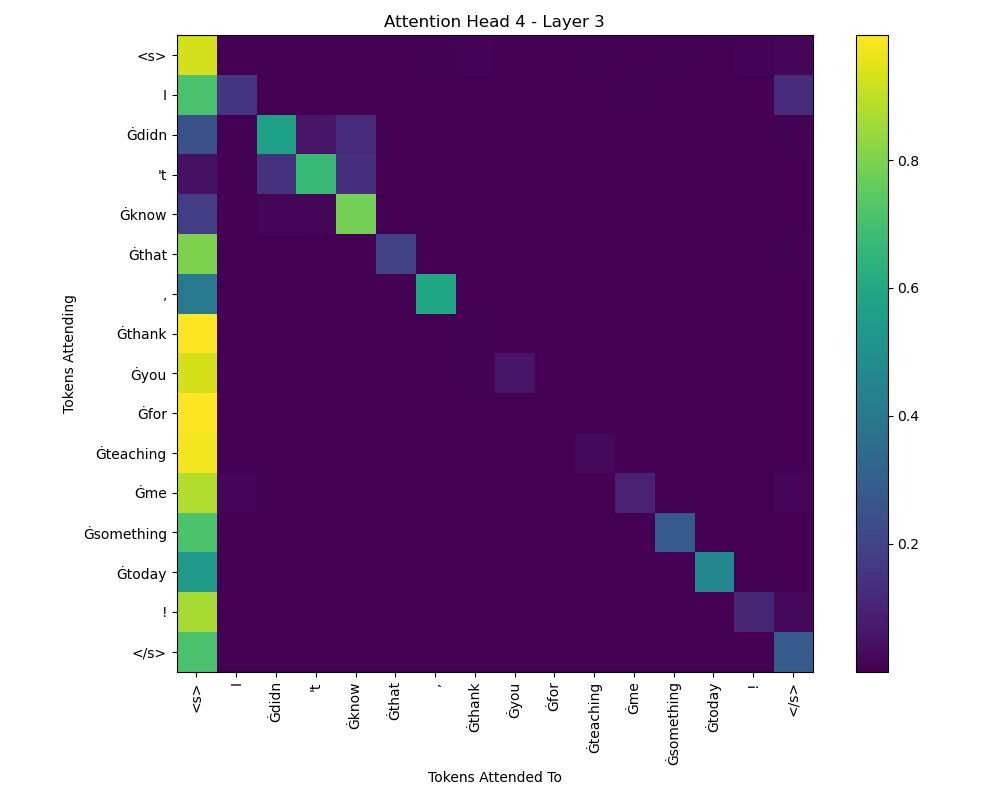 Attention Head 4 - Layer 3
<s>
I
Ġdidn
't
Ġknow
Ġthat
,
Ġthank
Ġyou
Ġfor
Ġteaching
Ġme
Ġsomething
Ġtoday
!
</s>
Tokens Attending
<s>
I
Ġdidn
't
Ġknow
Ġthat
,
Ġthank
Ġyou
Ġfor
Ġteaching
Ġme
Ġsomething
Ġtoday
!
</s>
Tokens Attended To
0.8
0.6
0.4
0.2